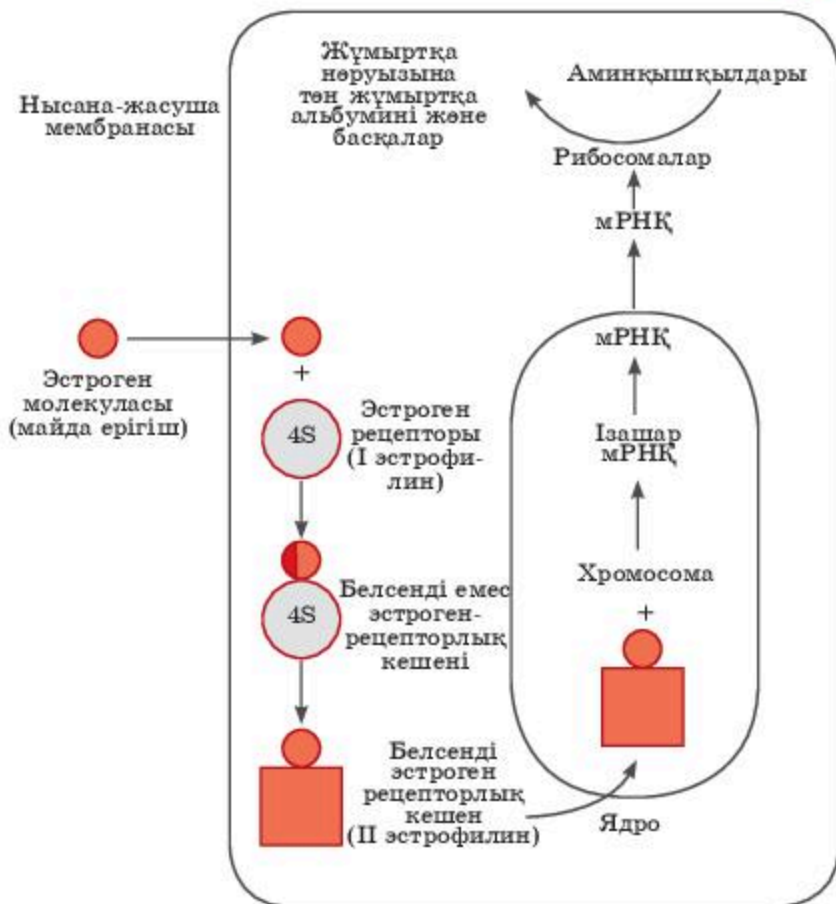 Нысана-жасуша
мембранасы
Жұмыртқа
нәруызына
тән жұмыртқа
альбумині және
басқалар
Аминқышқылдары
Рибосомалар
мРНҚ
мРНҚ
Ізашар
мРНҚ
Хромосома
+
Ядро
Эстроген
молекуласы
(майда ерігіш)
+
4S
Эстроген
рецепторы
(I эстрофи-
лин)
4S
Белсенді емес
эстроген-
рецепторлық
кешені
Белсенді
эстроген
рецепторлық
кешен
(II эстрофилин)